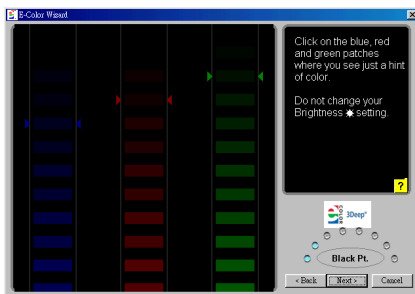 E-Color Wizard
Click on the blue, red
and green patches
where you see just a hint
of color.
Do not change your
Brightness ☀ setting.
?
3Deep
Black Pt.
< Back
Next >
Cancel